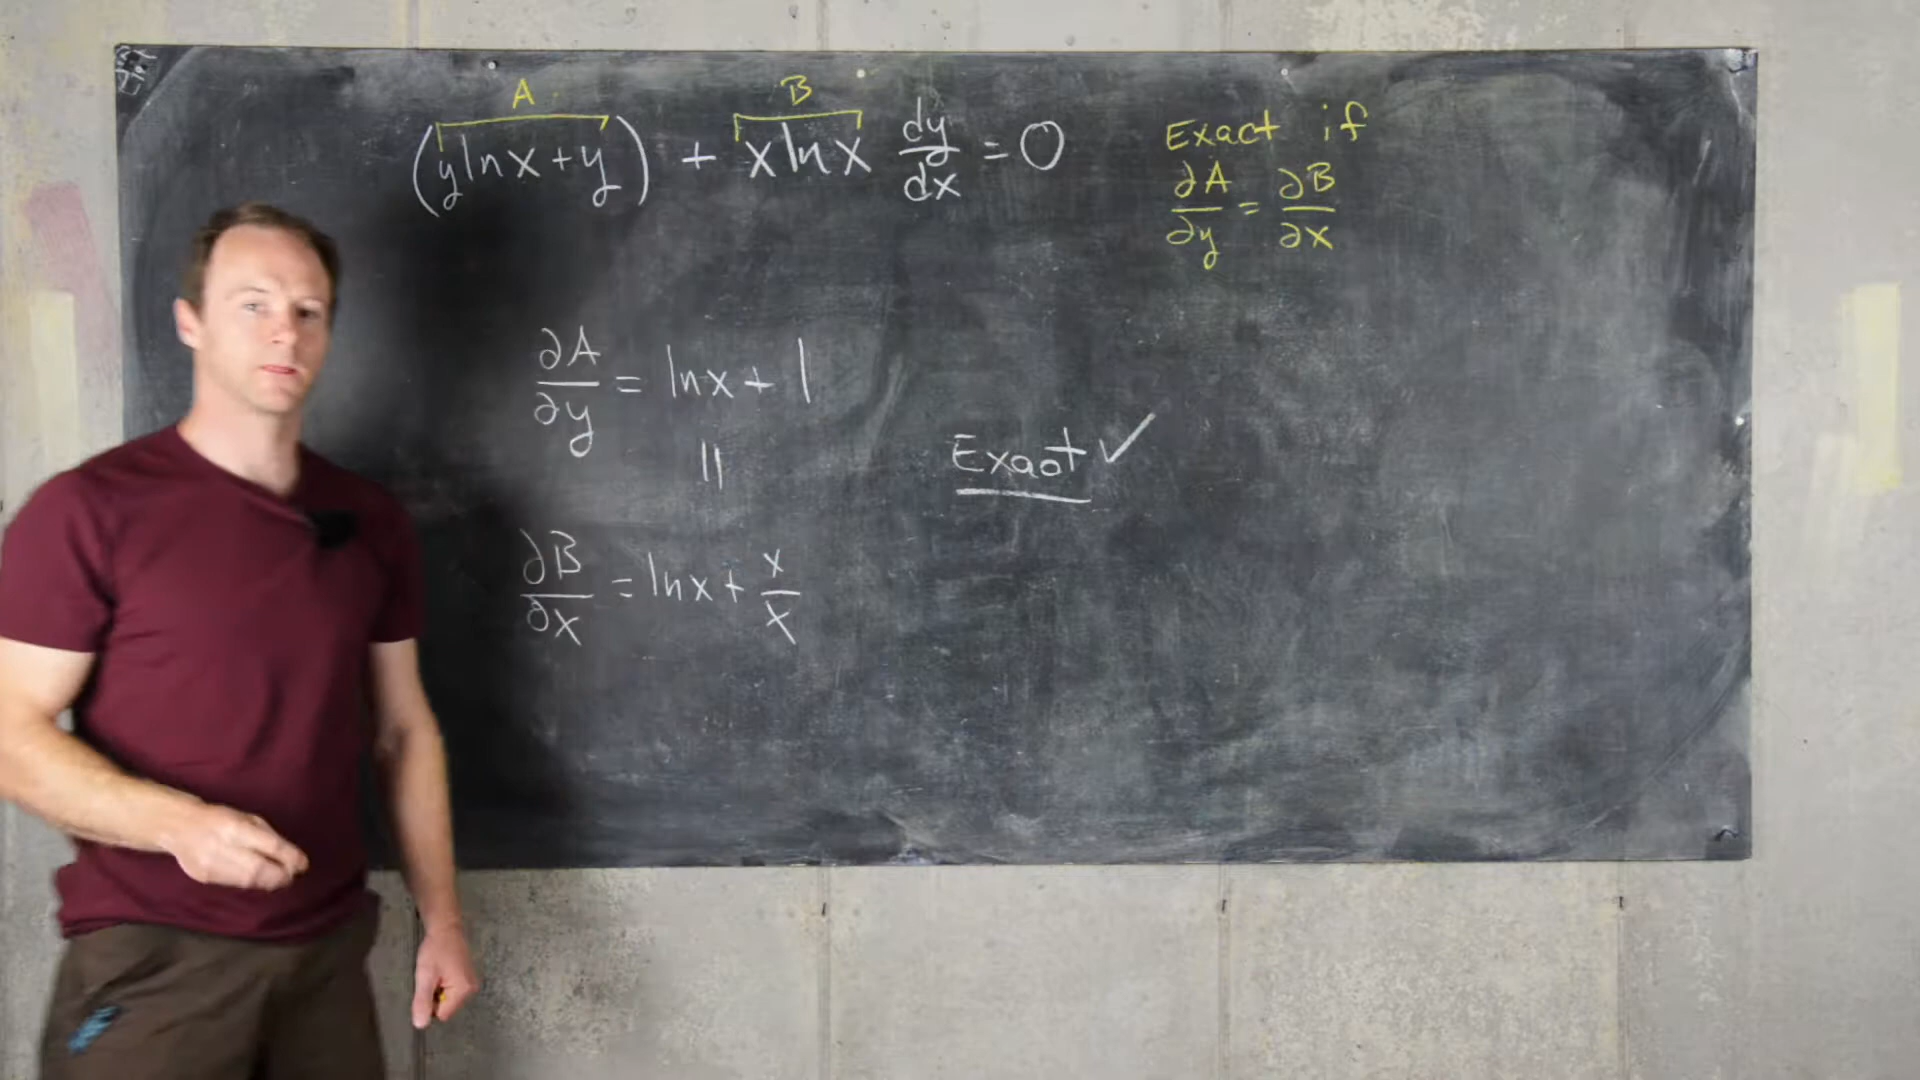 A B
(y ln x + y) + x ln x dy/dx = 0
Exact if
∂A/∂y = ∂B/∂x
∂A/∂y = ln x + 1
||
Exact ✓
∂B/∂x = ln x + x/x